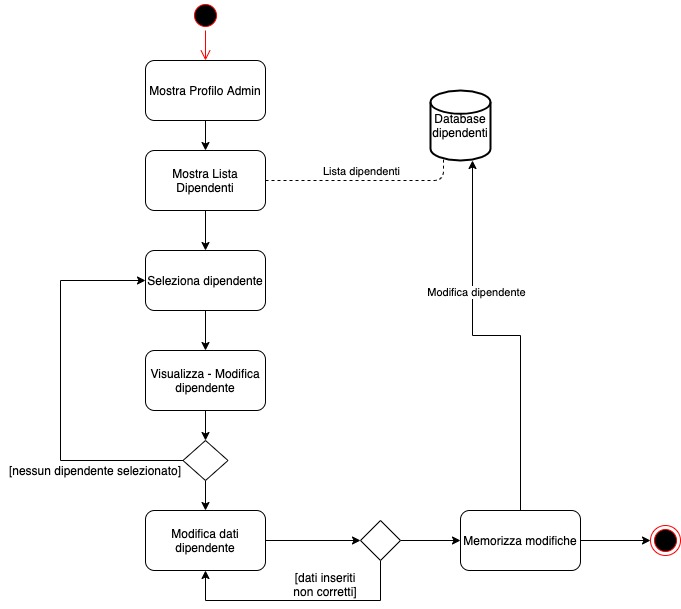 Mostra Profilo Admin
Database
dipendenti
Mostra Lista
Dipendenti
Lista dipendenti
Seleziona dipendente
Modifica dipendente
Visualizza - Modifica
dipendente
[nessun dipendente selezionato]
Modifica dati
dipendente
Memorizza modifiche
[dati inseriti
non corretti]